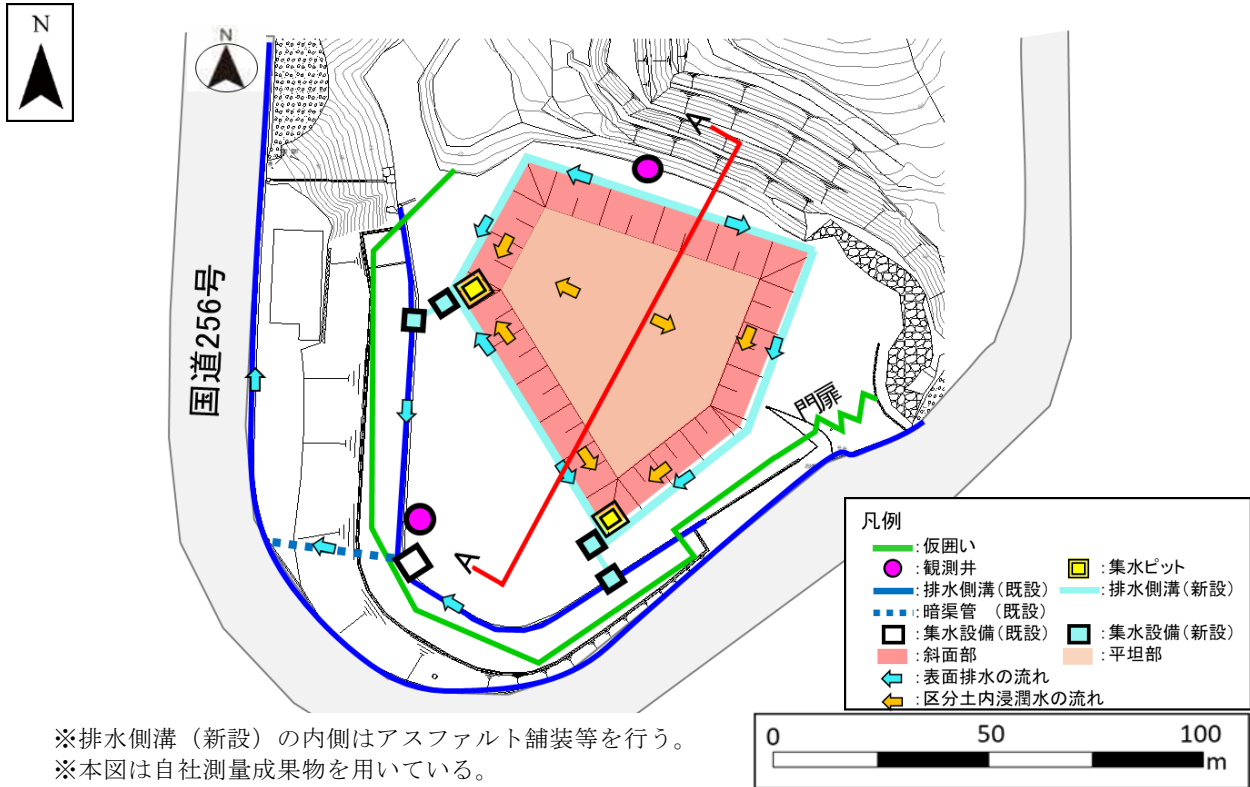 N
N
A
国道256号
門扉
A
凡例
:仮囲い
:観測井
:集水ピット
:排水側溝(既設)
:排水側溝(新設)
:暗渠管 (既設)
:集水設備(既設)
:集水設備(新設)
:斜面部
:平坦部
:表面排水の流れ
:区分土内浸潤水の流れ
※排水側溝（新設）の内側はアスファルト舗装等を行う。
※本図は自社測量成果物を用いている。
0 50 100
m